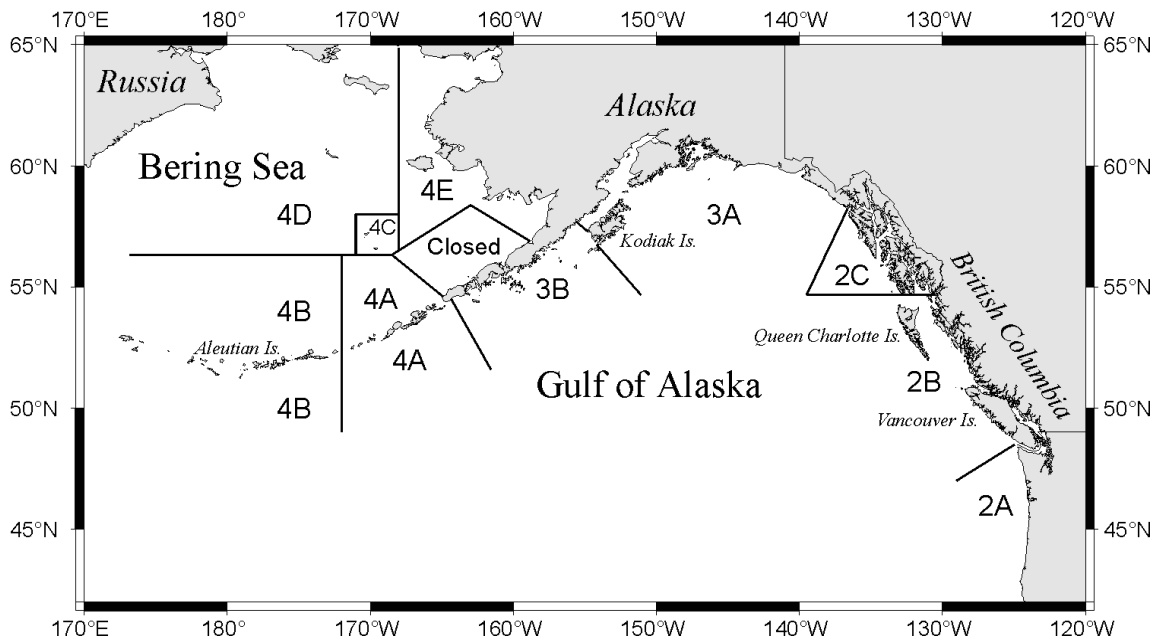 170°E 180° 170°W 160°W 150°W 140°W 130°W 120°W
65°N 65°N
Russia
Alaska
60°N 60°N
Bering Sea
4E
4D
4C
3A
Closed
Kodiak Is.
55°N 55°N
4B
4A
3B
2C
British Columbia
Aleutian Is.
4A
Queen Charlotte Is.
Gulf of Alaska
2B
50°N 50°N
4B
Vancouver Is.
2A
45°N 45°N
170°E 180° 170°W 160°W 150°W 140°W 130°W 120°W